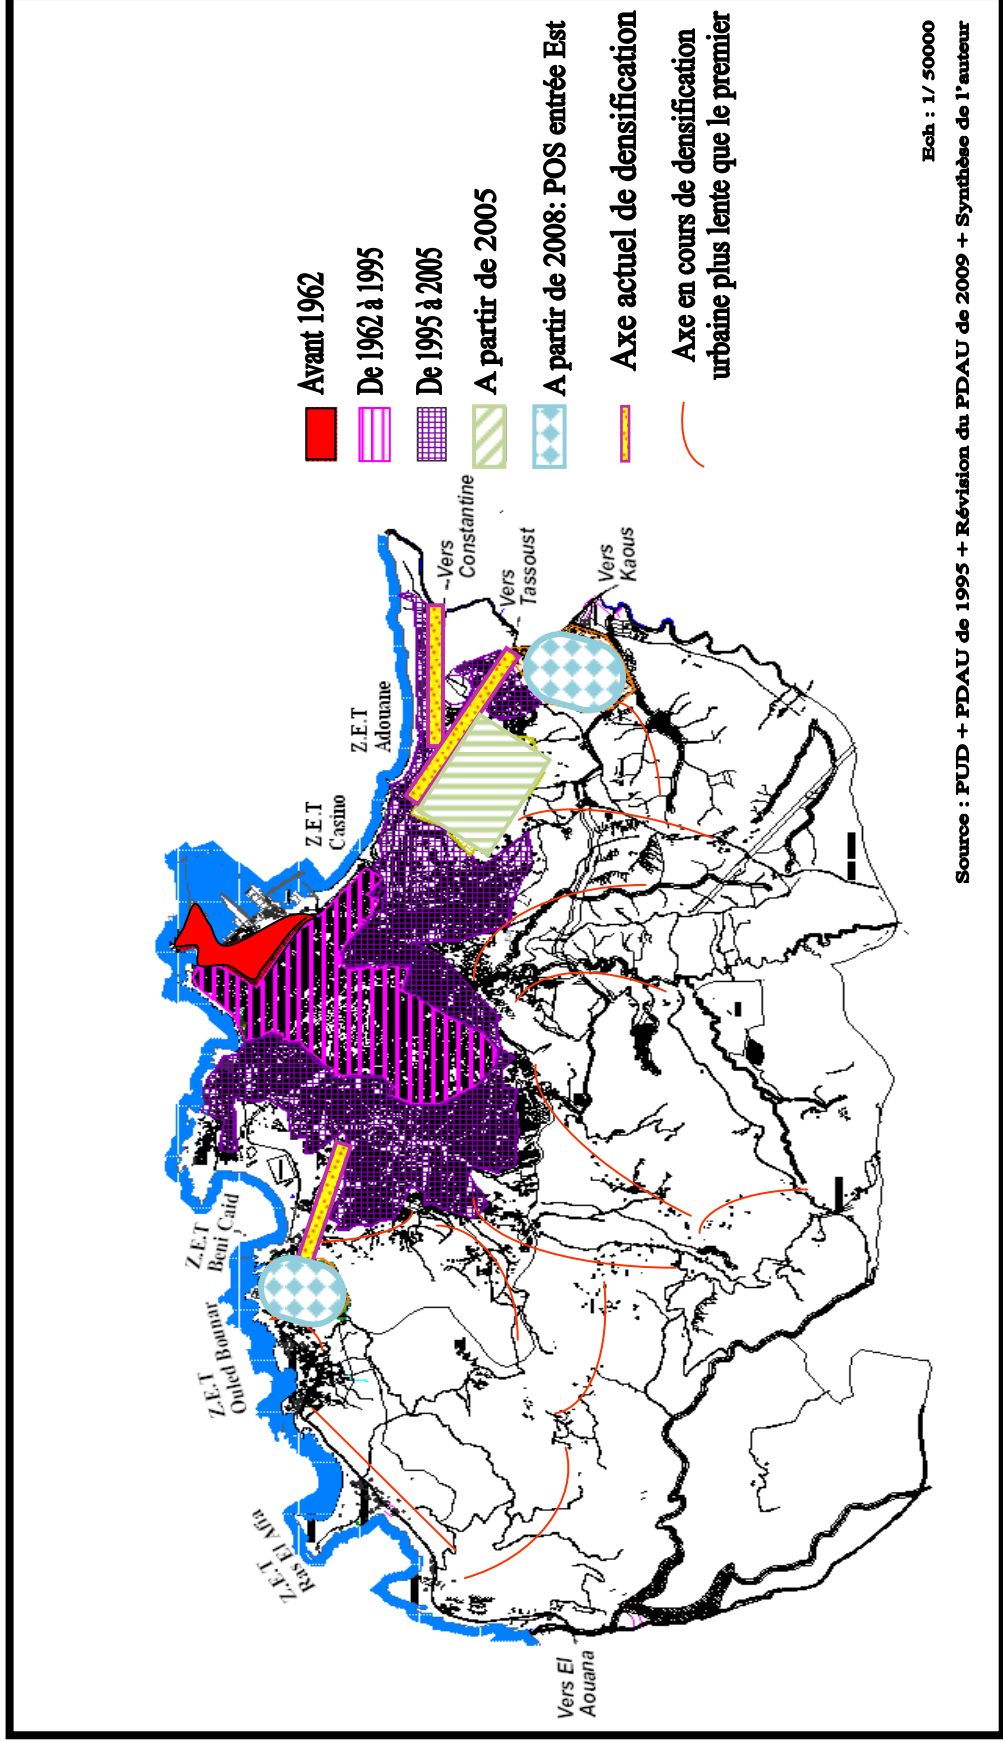 Avant 1962
De 1962 à 1995
De 1995 à 2005
A partir de 2005
A partir de 2008: POS entrée Est
Axe actuel de densification
Axe en cours de densification
urbaine plus lente que le premier
Z.E.T
Ras El Afia
Z.E.T
Ouled Bounar
Z.E.T
Beni Caid
Z.E.T
Casino
Z.E.T
Adouane
--Vers
Constantine
Vers
Tassoust
Vers
Kaous
Vers El
Aouana
Ech : 1/ 50000
Source : PUD + PDAU de 1995 + Révision du PDAU de 2009 + Synthèse de l'auteur